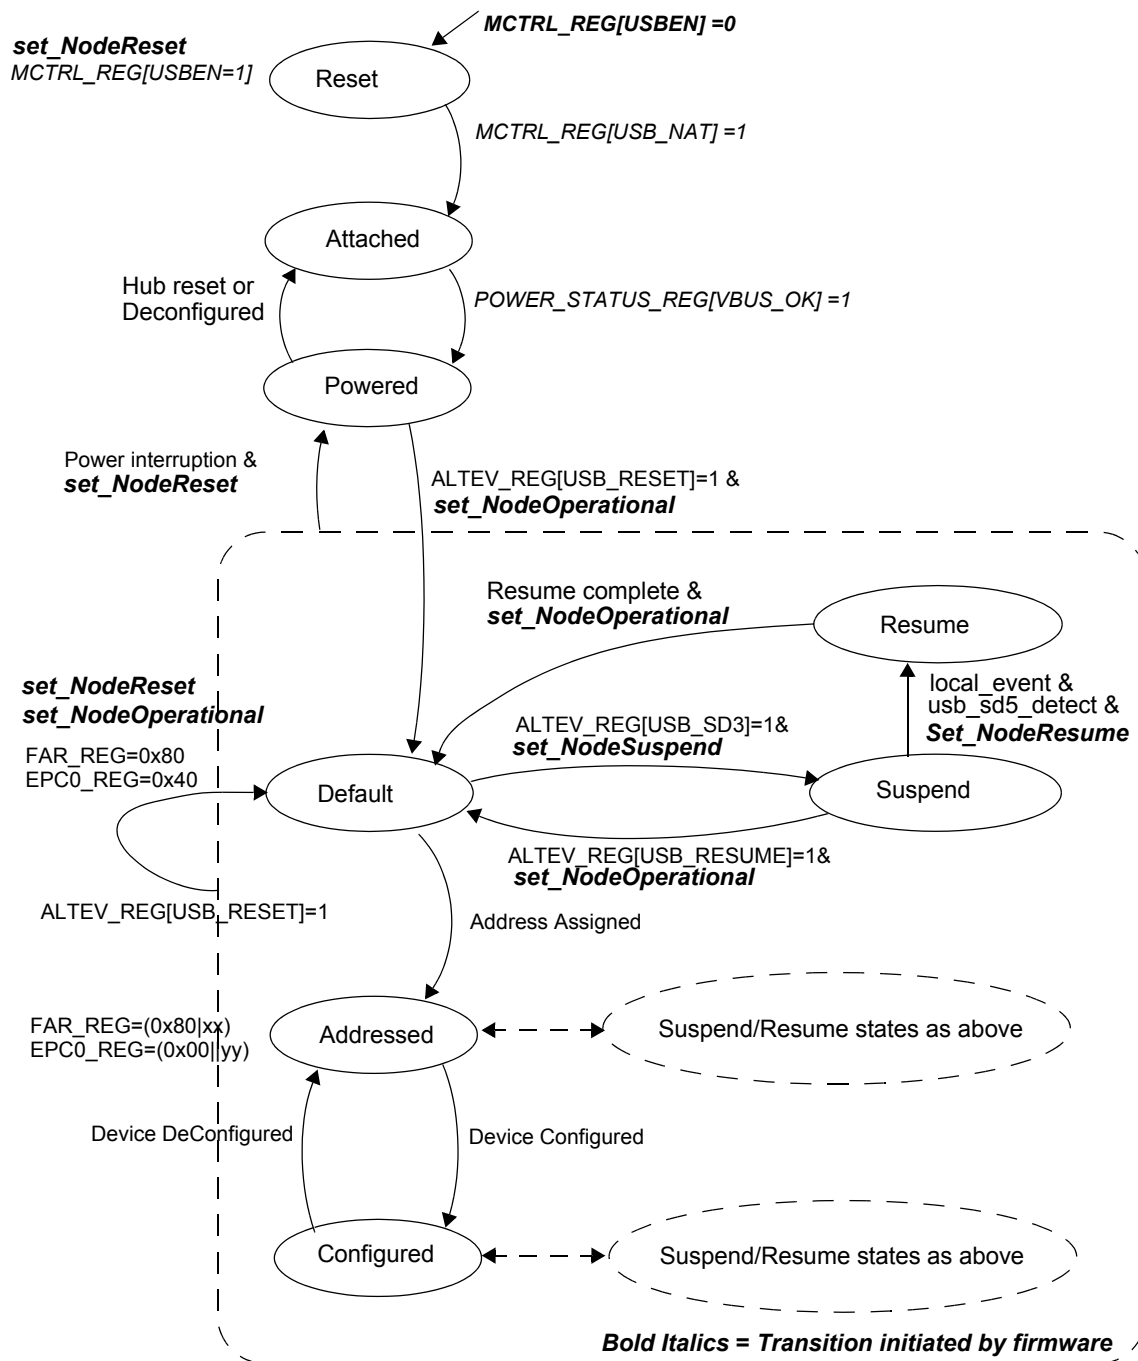 MCTRL_REG[USBEN] =0
set_NodeReset
MCTRL_REG[USBEN=1]
Reset
MCTRL_REG[USB_NAT] =1
Attached
Hub reset or
Deconfigured
POWER_STATUS_REG[VBUS_OK] =1
Powered
Power interruption &
set_NodeReset
ALTEV_REG[USB_RESET]=1 &
set_NodeOperational
Resume complete &
set_NodeOperational
Resume
local_event &
usb_sd5_detect &
Set_NodeResume
set_NodeReset
set_NodeOperational
FAR_REG=0x80
EPC0_REG=0x40
ALTEV_REG[USB_SD3]=1&
set_NodeSuspend
Default
Suspend
ALTEV_REG[USB_RESUME]=1&
set_NodeOperational
ALTEV_REG[USB_RESET]=1
Address Assigned
FAR_REG=(0x80|xx)
EPC0_REG=(0x00||yy)
Addressed
Suspend/Resume states as above
Device DeConfigured
Device Configured
Configured
Suspend/Resume states as above
Bold Italics = Transition initiated by firmware